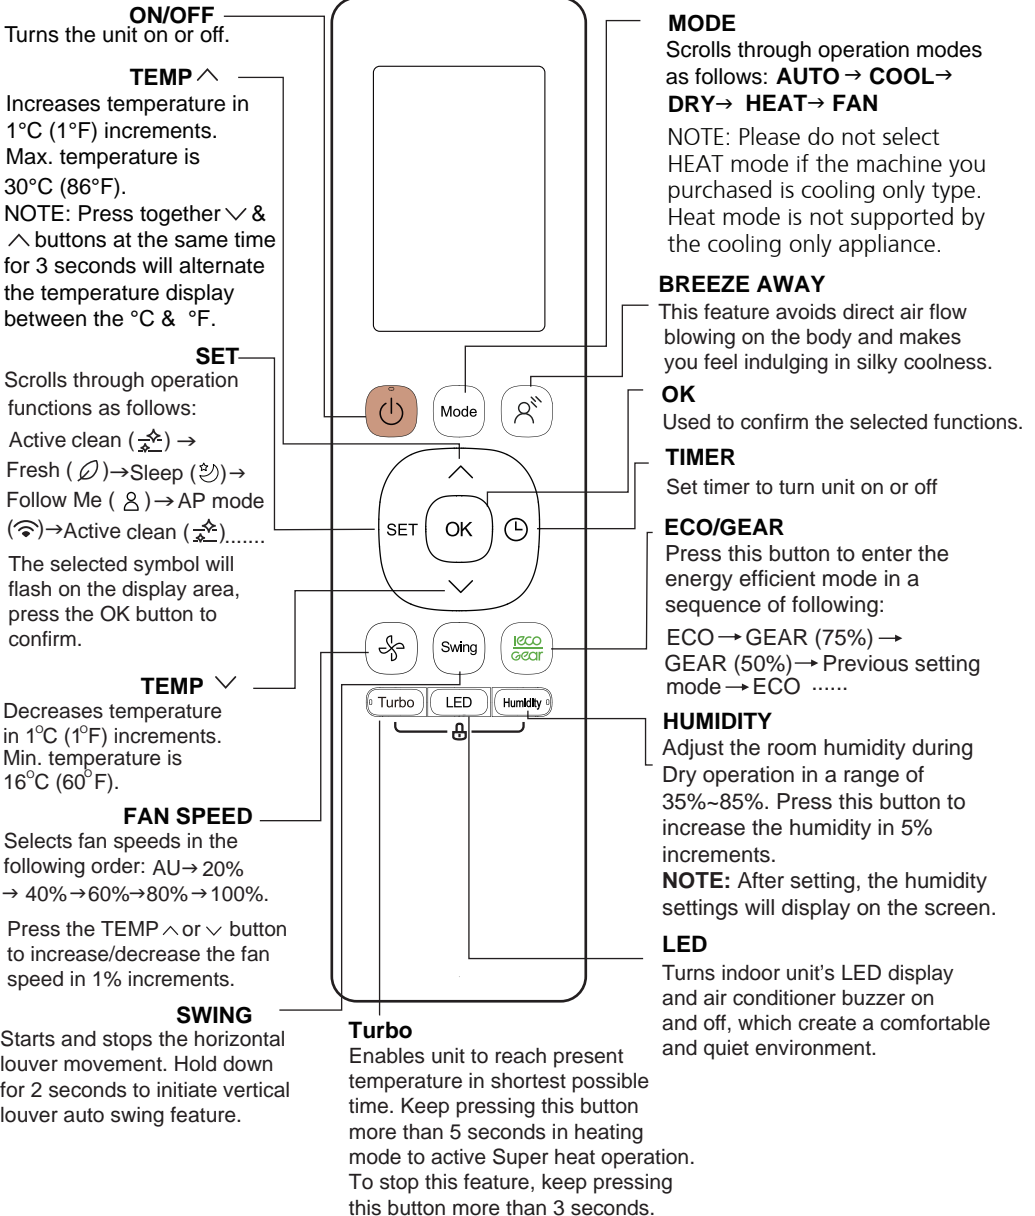 ON/OFF
Turns the unit on or off.
TEMP ∧
Increases temperature in
1°C (1°F) increments.
Max. temperature is
30°C (86°F).
NOTE: Press together ∨ &
∧ buttons at the same time
for 3 seconds will alternate
the temperature display
between the °C & °F.
SET
Scrolls through operation
functions as follows:
Active clean ( ) →
Fresh ( ) → Sleep ( ) →
Follow Me ( ) → AP mode
( ) → Active clean ( ).......
The selected symbol will
flash on the display area,
press the OK button to
confirm.
TEMP ∨
Decreases temperature
in 1°C (1°F) increments.
Min. temperature is
16°C (60°F).
FAN SPEED
Selects fan speeds in the
following order: AU → 20%
→ 40% → 60% → 80% → 100%.
Press the TEMP ∧ or ∨ button
to increase/decrease the fan
speed in 1% increments.
SWING
Starts and stops the horizontal
louver movement. Hold down
for 2 seconds to initiate vertical
louver auto swing feature.
Mode
SET
OK
Swing
ieco
Gear
Turbo
LED
Humidity
Turbo
Enables unit to reach present
temperature in shortest possible
time. Keep pressing this button
more than 5 seconds in heating
mode to active Super heat operation.
To stop this feature, keep pressing
this button more than 3 seconds.
MODE
Scrolls through operation modes
as follows: AUTO → COOL →
DRY → HEAT → FAN
NOTE: Please do not select
HEAT mode if the machine you
purchased is cooling only type.
Heat mode is not supported by
the cooling only appliance.
BREEZE AWAY
This feature avoids direct air flow
blowing on the body and makes
you feel indulging in silky coolness.
OK
Used to confirm the selected functions.
TIMER
Set timer to turn unit on or off
ECO/GEAR
Press this button to enter the
energy efficient mode in a
sequence of following:
ECO → GEAR (75%) →
GEAR (50%) → Previous setting
mode → ECO ······
HUMIDITY
Adjust the room humidity during
Dry operation in a range of
35%~85%. Press this button to
increase the humidity in 5%
increments.
NOTE: After setting, the humidity
settings will display on the screen.
LED
Turns indoor unit's LED display
and air conditioner buzzer on
and off, which create a comfortable
and quiet environment.